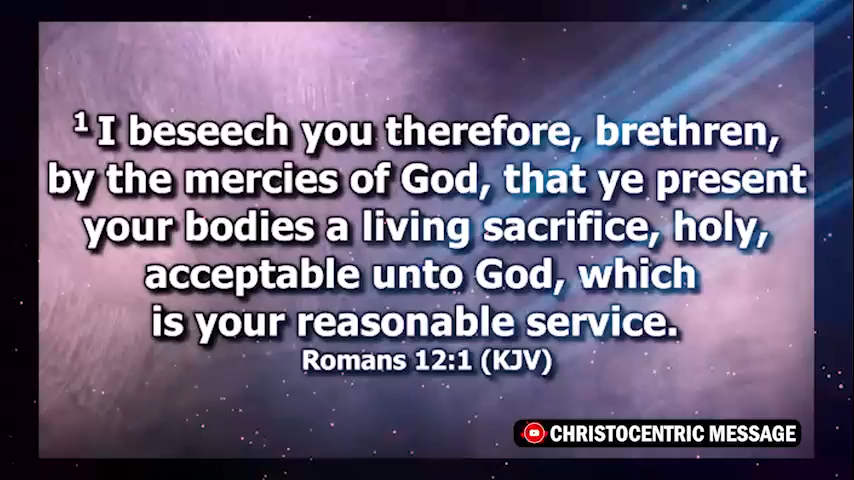 1 I beseech you therefore, brethren,
by the mercies of God, that ye present
your bodies a living sacrifice, holy,
acceptable unto God, which
is your reasonable service.
Romans 12:1 (KJV)
CHRISTOCENTRIC MESSAGE